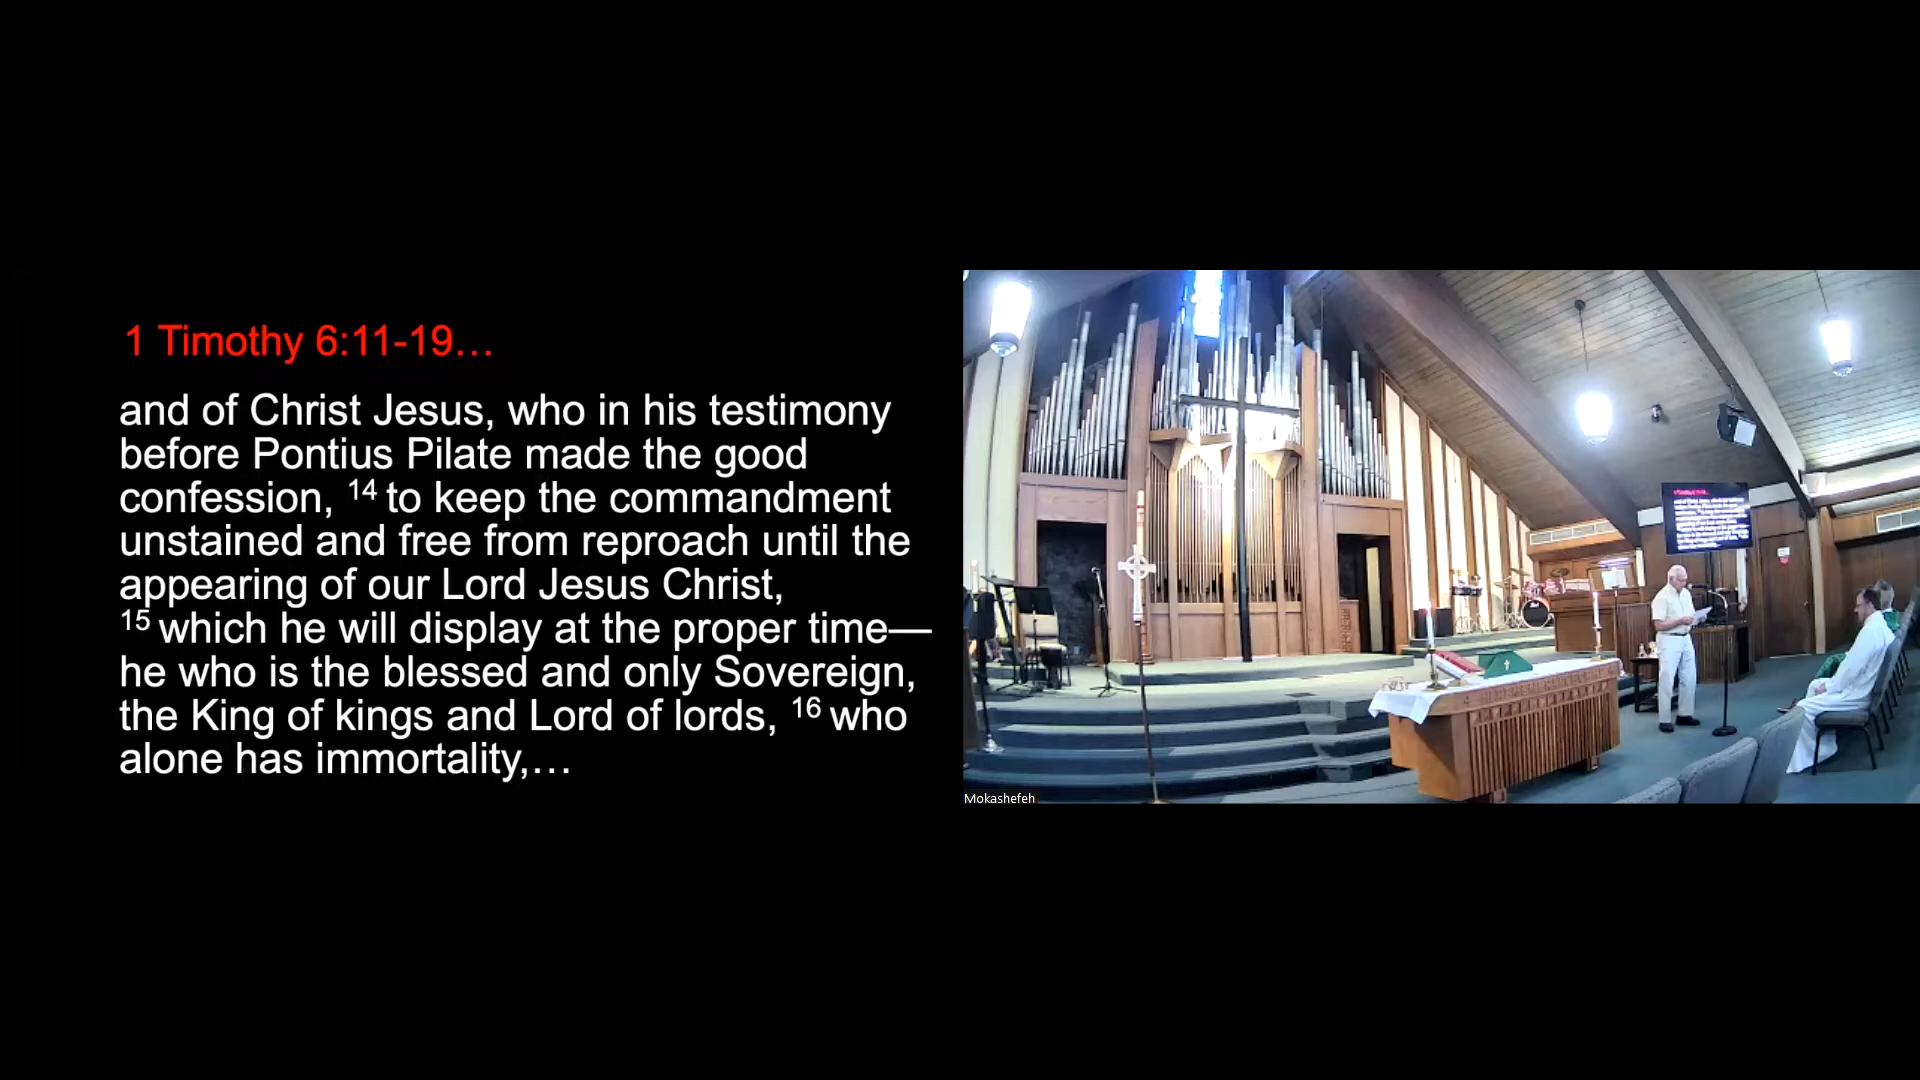 1 Timothy 6:11-19…
and of Christ Jesus, who in his testimony
before Pontius Pilate made the good
confession, 14 to keep the commandment
unstained and free from reproach until the
appearing of our Lord Jesus Christ,
15 which he will display at the proper time—
he who is the blessed and only Sovereign,
the King of kings and Lord of lords, 16 who
alone has immortality,…
Mokashefeh